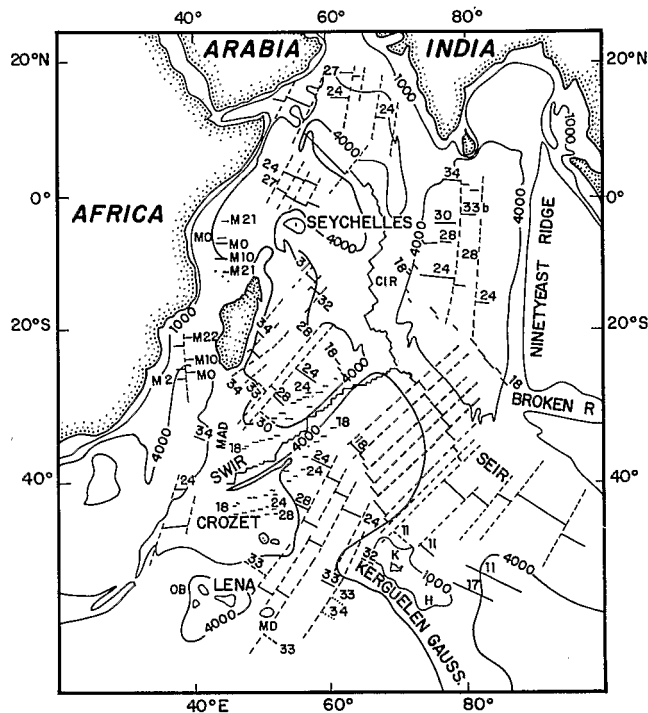 40° 60° 80°
ARABIA INDIA
20°N 20°N
27 1000
24 24
4000 1000
24 34
27
0° 0°
AFRICA M21 30 33b 4000
SEYCHELLES
M0 M0 4000 28
M10 4000
M21 28
31 18 24
CIR 24
32
NINETYEAST RIDGE
1000 34
20°S 20°S
M22 28 18
24 4000
M10 34 33 24
M2 M0 28 18
BROKEN R
30 18
4000 34 MAD 18 4000 18
SWIR 24 SEIR
40° 24 24 40°
18 24 28 24
CROZET 28 11
11
32 K 4000
33 33 1000 11
OB LENA KERGUELEN GAUSS. 17
33 H
4000 34
MD
33
40°E 60° 80°